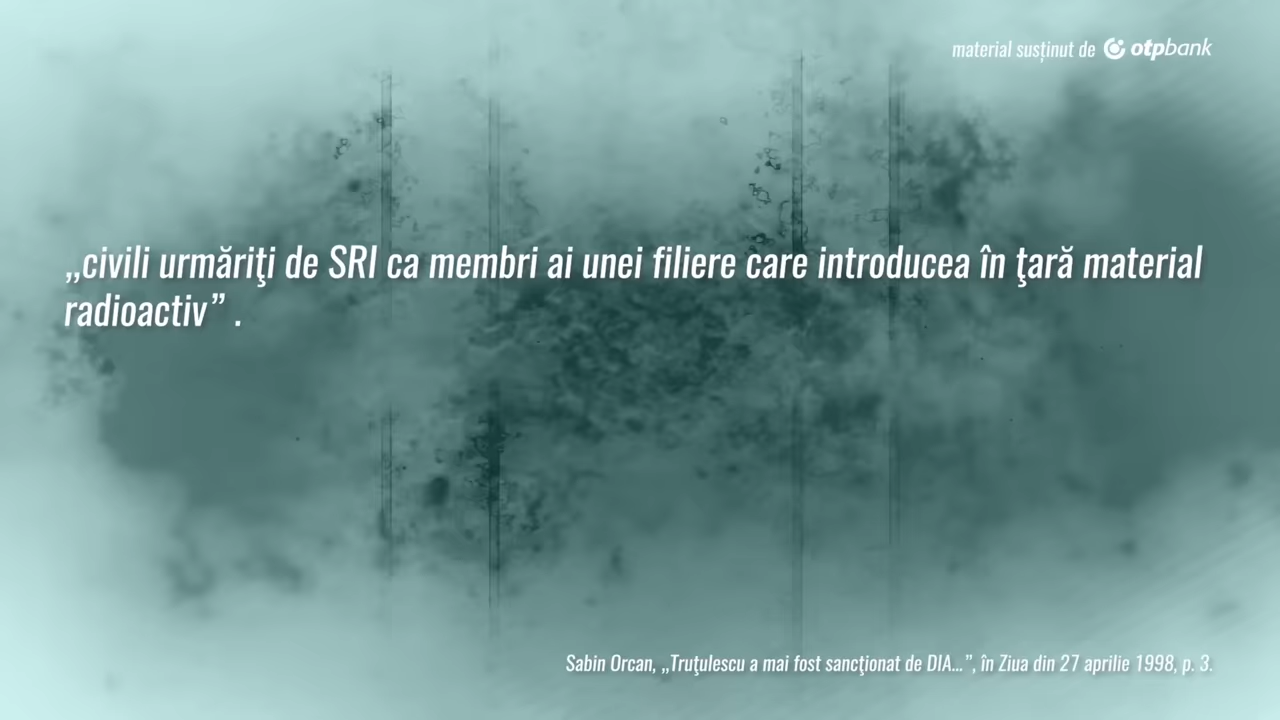 material susținut de otpbank
„civili urmăriţi de SRI ca membri ai unei filiere care introducea în ţară material
radioactiv” .
Sabin Orcan, „Truţulescu a mai fost sancţionat de DIA...”, în Ziua din 27 aprilie 1998, p. 3.